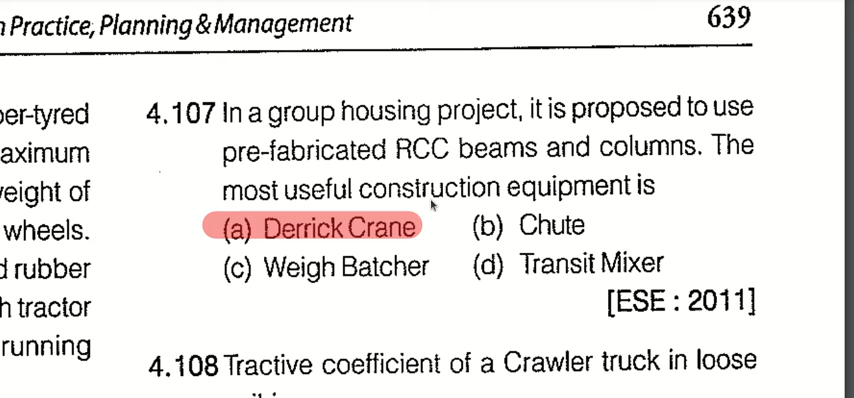 n Practice, Planning & Management 639
er-tyred
aximum
eight of
wheels.
d rubber
h tractor
running
4.107 In a group housing project, it is proposed to use
pre-fabricated RCC beams and columns. The
most useful construction equipment is
(a) Derrick Crane (b) Chute
(c) Weigh Batcher (d) Transit Mixer
[ESE : 2011]
4.108 Tractive coefficient of a Crawler truck in loose